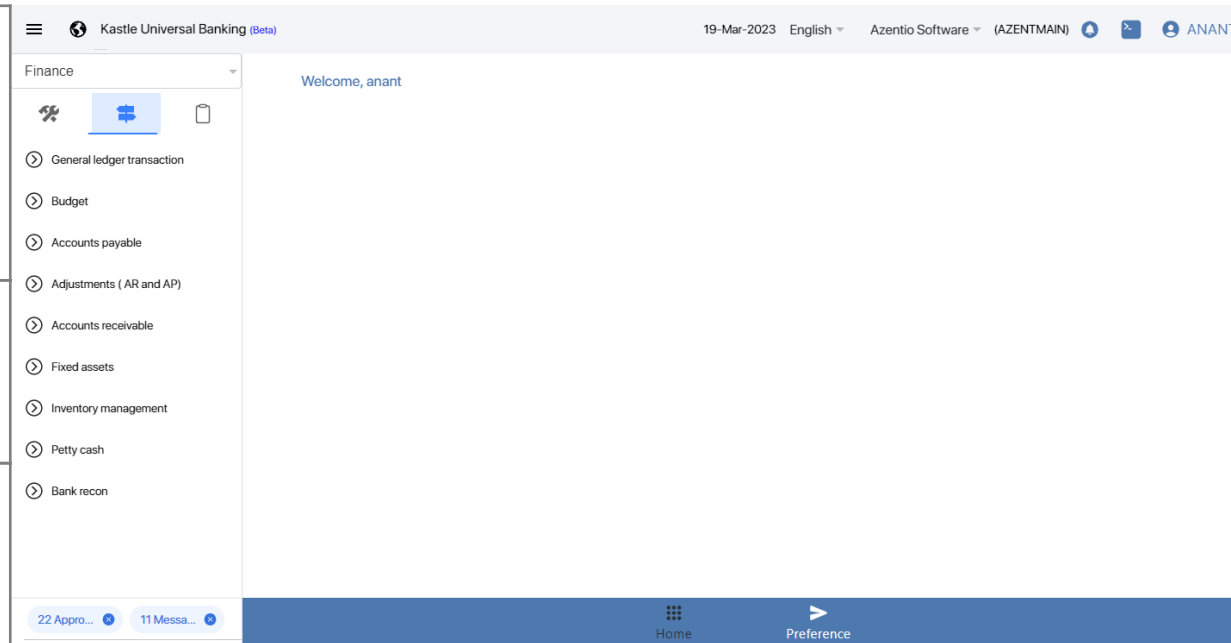 Kastle Universal Banking (Beta)
19-Mar-2023 English Azentio Software (AZENTMAIN) ANANT
Finance
Welcome, anant
General ledger transaction
Budget
Accounts payable
Adjustments ( AR and AP)
Accounts receivable
Fixed assets
Inventory management
Petty cash
Bank recon
22 Appro... 11 Messa...
Home Preference